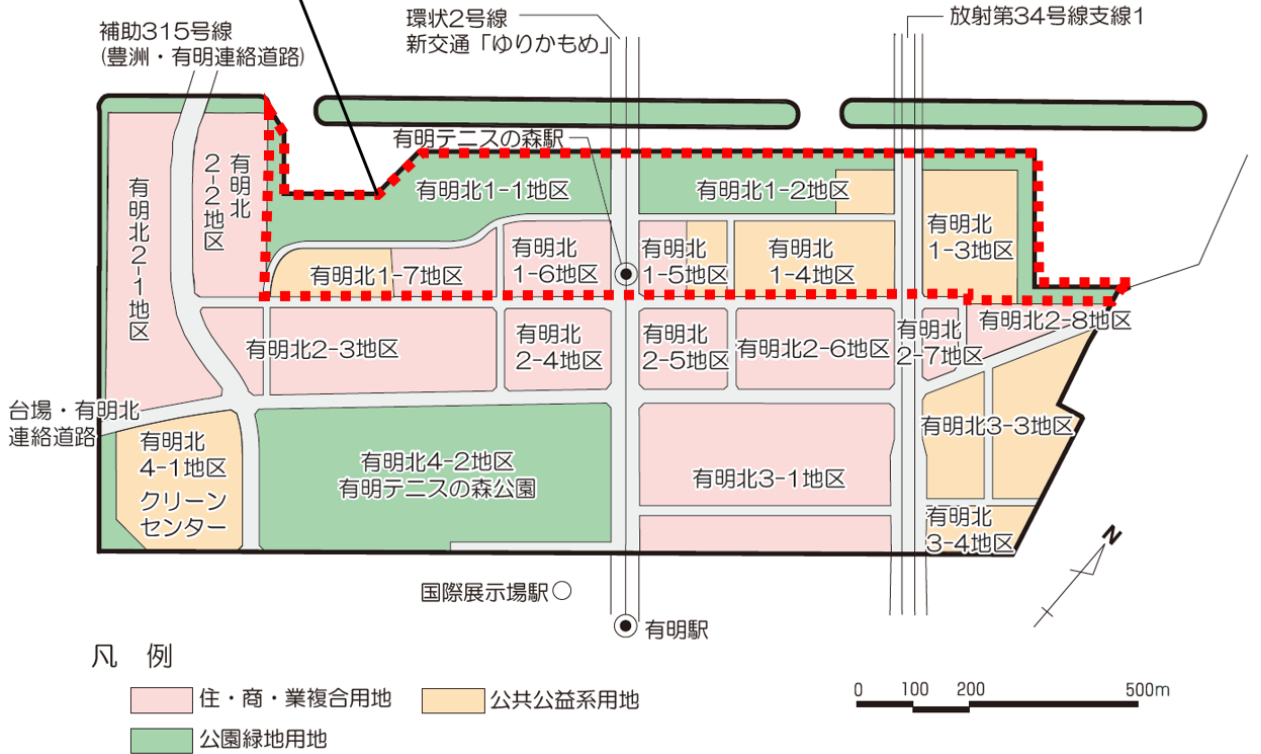 補助315号線
(豊洲・有明連絡道路)
環状2号線
新交通「ゆりかもめ」
放射第34号線支線1
有明テニスの森駅
有明北
2-2地区
有明北2-1地区
有明北1-1地区
有明北1-2地区
有明北
1-3地区
有明北1-7地区
有明北
1-6地区
有明北
1-5地区
有明北
1-4地区
有明北2-3地区
有明北
2-4地区
有明北
2-5地区
有明北2-6地区
有明北
2-7地区
有明北2-8地区
台場・有明北
連絡道路
有明北
4-1地区
クリーン
センター
有明北4-2地区
有明テニスの森公園
有明北3-1地区
有明北3-3地区
有明北
3-4地区
N
国際展示場駅
有明駅
凡 例
住・商・業複合用地
公共公益系用地
公園緑地用地
0 100 200 500m